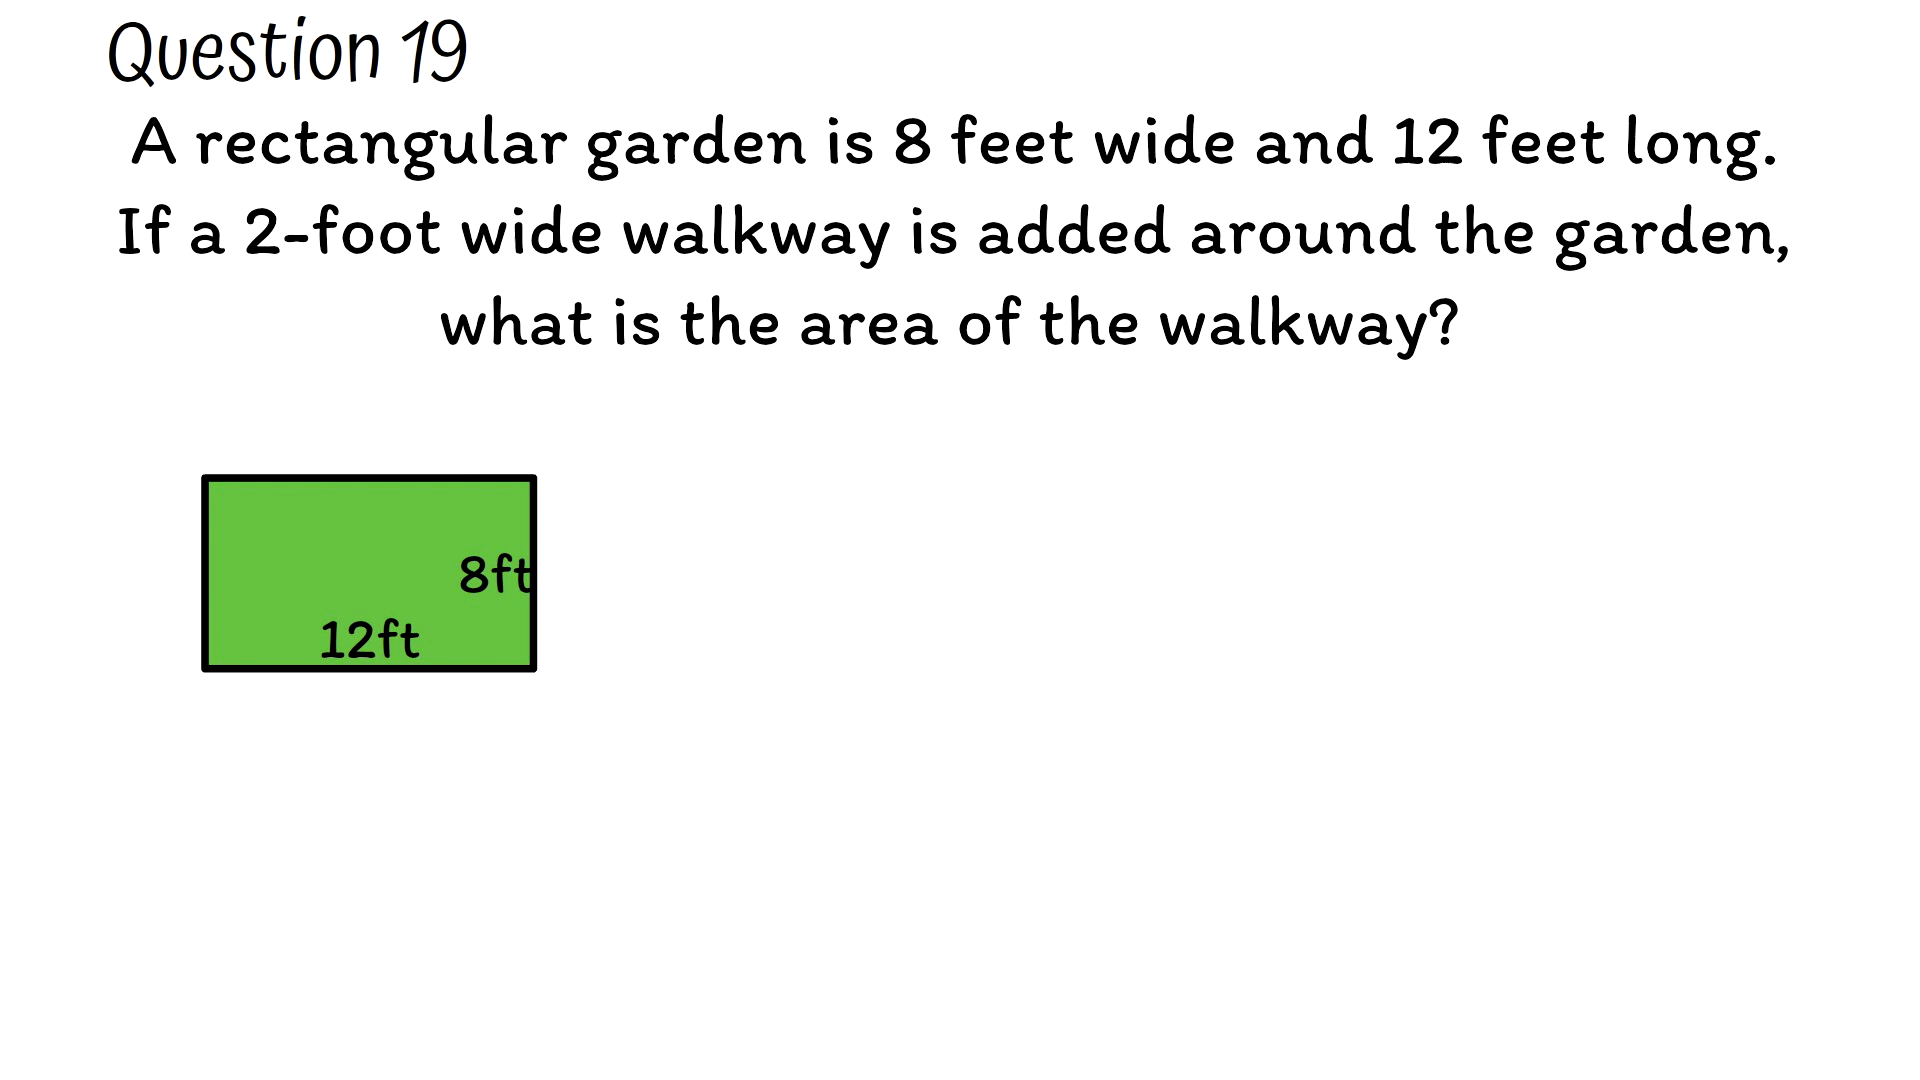 Question 19
A rectangular garden is 8 feet wide and 12 feet long.
If a 2-foot wide walkway is added around the garden,
what is the area of the walkway?
8ft
12ft